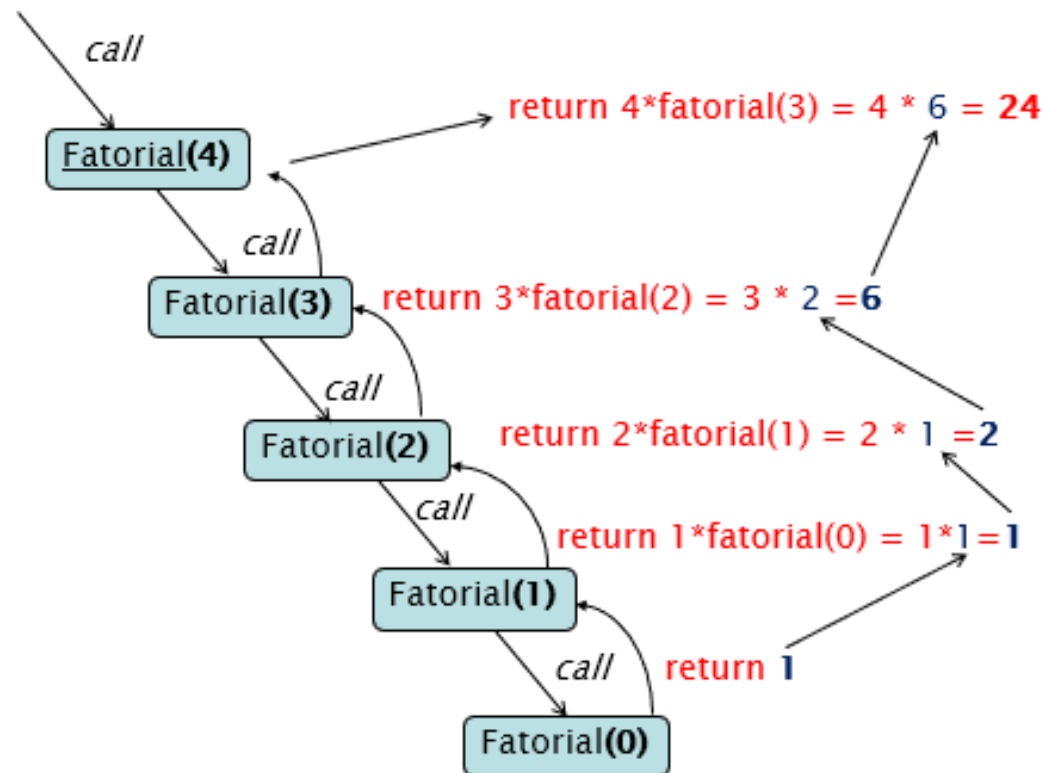 call
return 4*fatorial(3) = 4 * 6 = 24
Fatorial(4)
call
Fatorial(3)
return 3*fatorial(2) = 3 * 2 =6
call
Fatorial(2)
return 2*fatorial(1) = 2 * 1 =2
call
return 1*fatorial(0) = 1*1=1
Fatorial(1)
call
return 1
Fatorial(0)